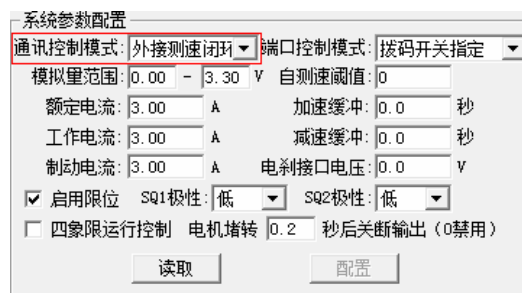 系统参数配置
通讯控制模式: 外接测速闭环 端口控制模式: 拨码开关指定
模拟量范围: 0.00 - 3.30 V 自测速阈值: 0
额定电流: 3.00 A 加速缓冲: 0.0 秒
工作电流: 3.00 A 减速缓冲: 0.0 秒
制动电流: 3.00 A 电刹接口电压: 0.0 V
启用限位 SQ1极性: 低 SQ2极性: 低
四象限运行控制 电机堵转 0.2 秒后关断输出（0禁用）
读取 配置